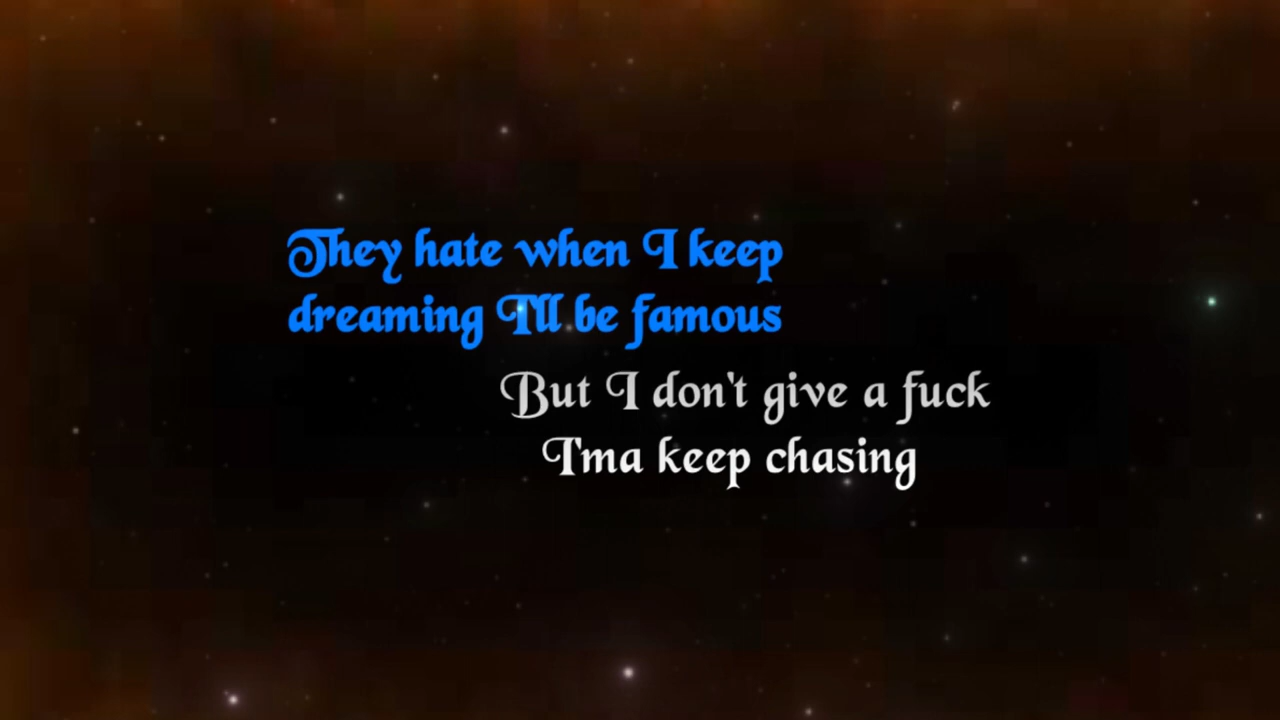 They hate when I keep
dreaming I'll be famous
But I don't give a fuck
I'ma keep chasing